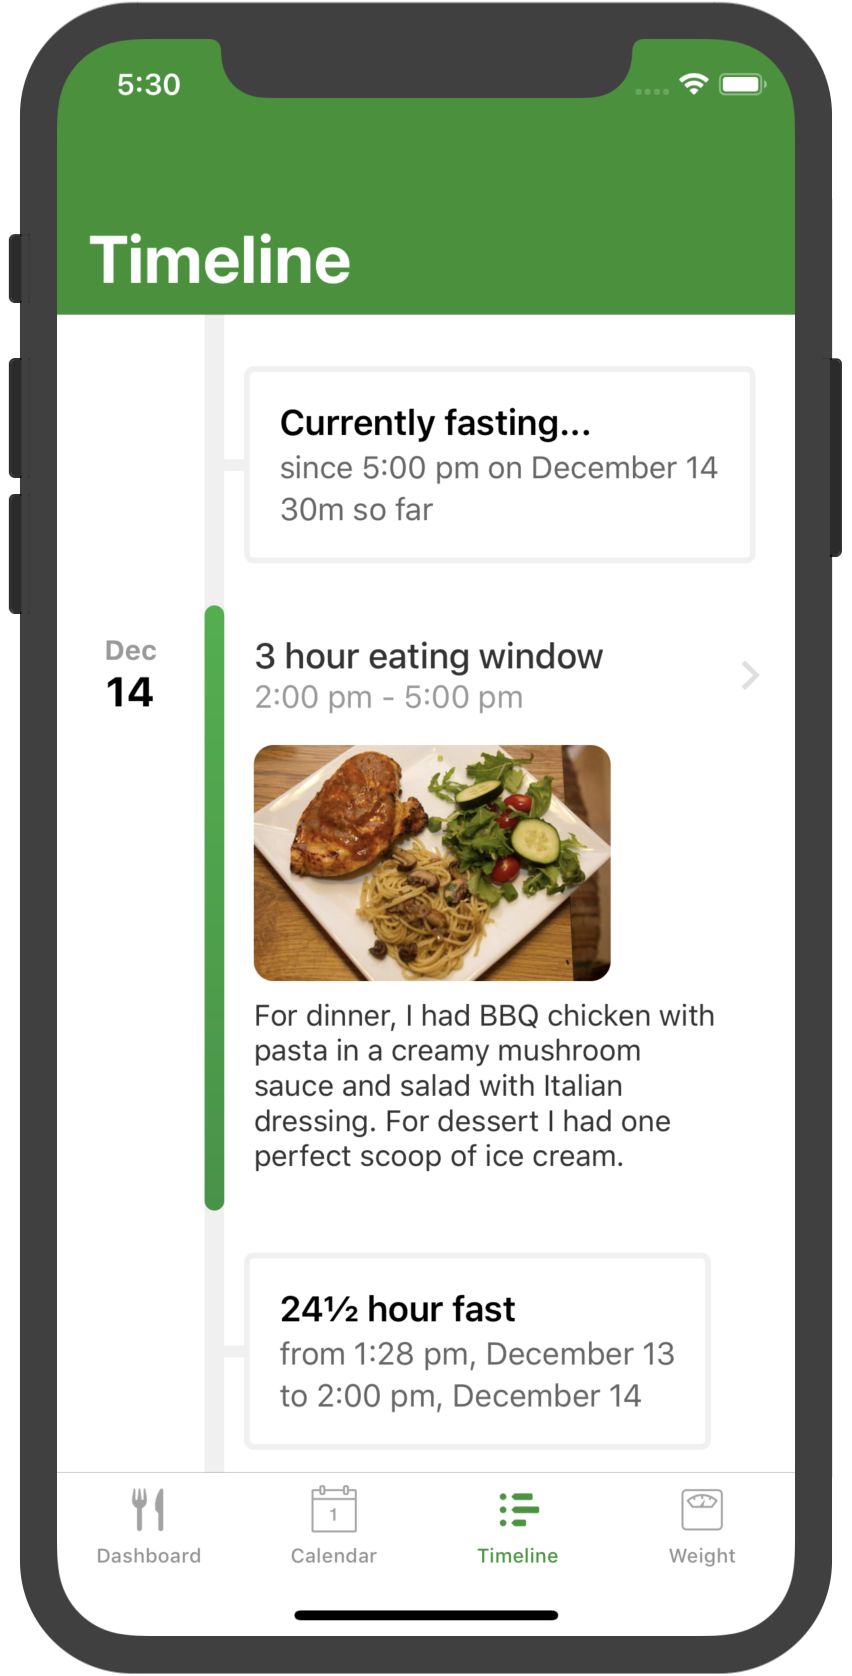 5:30
Timeline
Currently fasting...
since 5:00 pm on December 14
30m so far
Dec
14
3 hour eating window
2:00 pm - 5:00 pm
For dinner, I had BBQ chicken with
pasta in a creamy mushroom
sauce and salad with Italian
dressing. For dessert I had one
perfect scoop of ice cream.
24½ hour fast
from 1:28 pm, December 13
to 2:00 pm, December 14
1
Dashboard
Calendar
Timeline
Weight